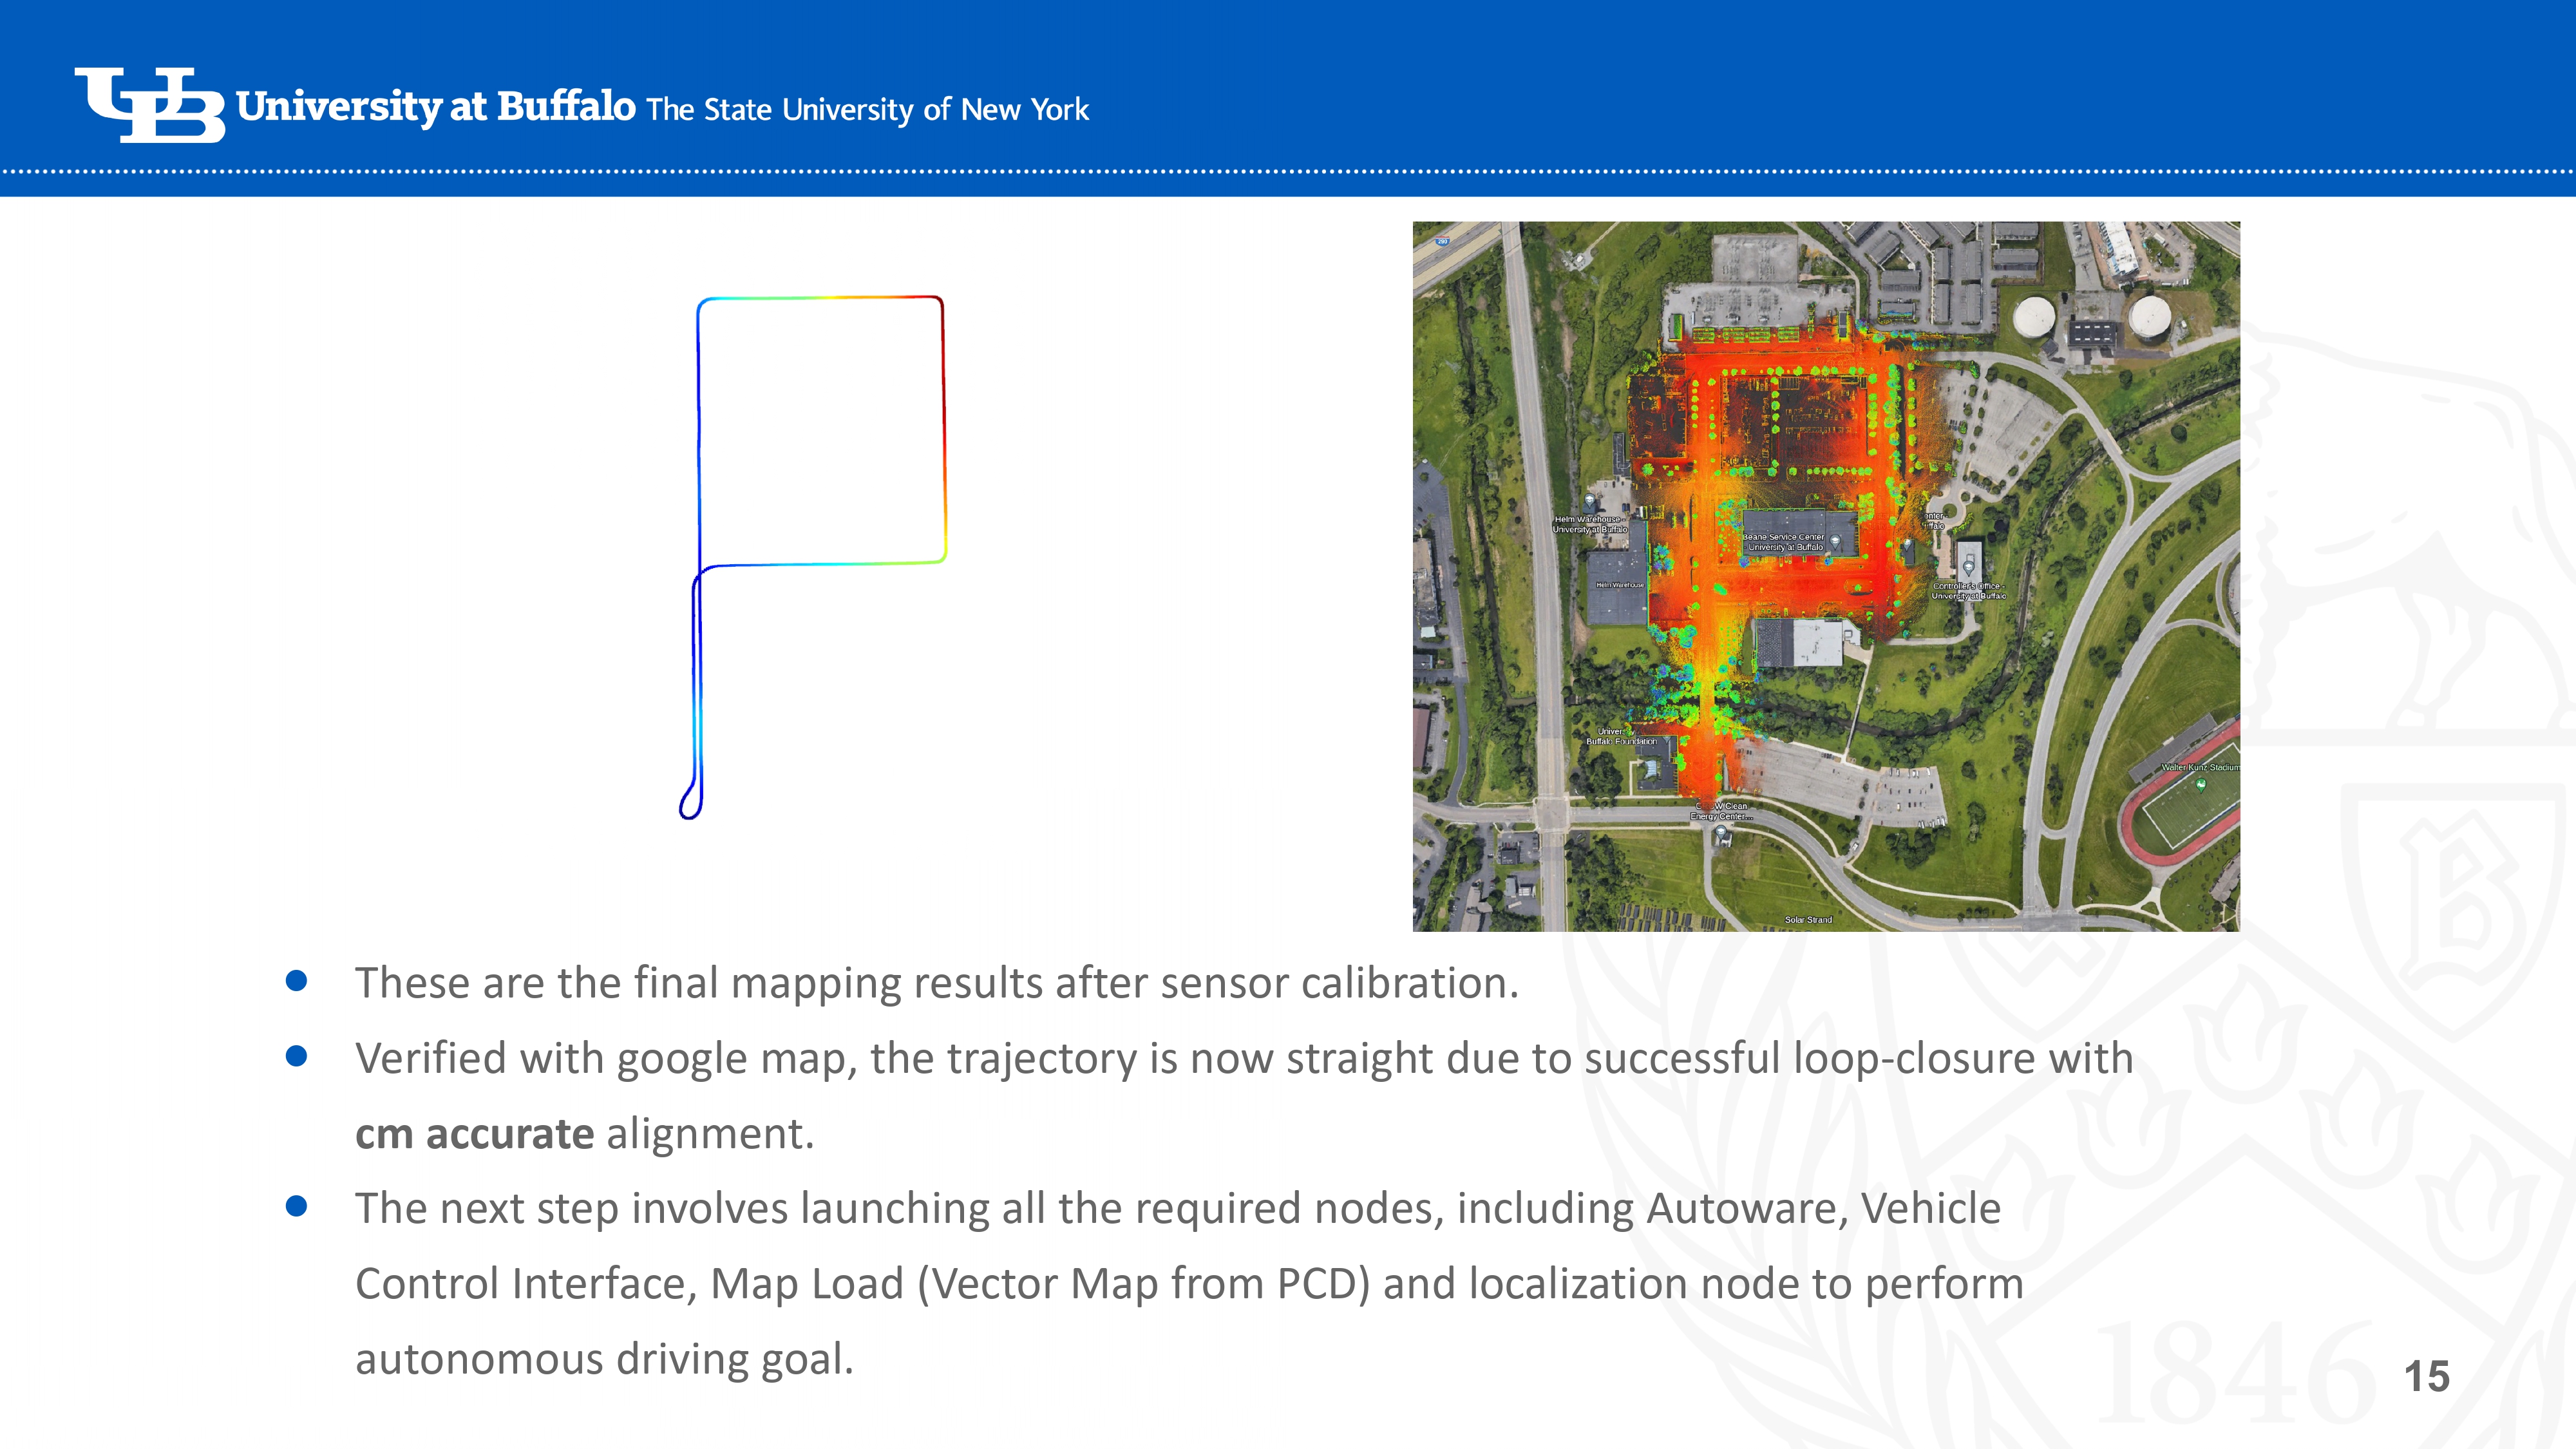 UB University at Buffalo The State University of New York
290
Helm Warehouse -
University at Buffalo
Beane Service Center
- University at Buffalo
Helm Warehouse
Controller's Office -
University at Buffalo
Buffalo Foundation
Walter Kunz Stadium
W Clean
Energy Center...
Solar Strand
● These are the final mapping results after sensor calibration.
● Verified with google map, the trajectory is now straight due to successful loop-closure with
cm accurate alignment.
● The next step involves launching all the required nodes, including Autoware, Vehicle
Control Interface, Map Load (Vector Map from PCD) and localization node to perform
autonomous driving goal.
B
1846
15